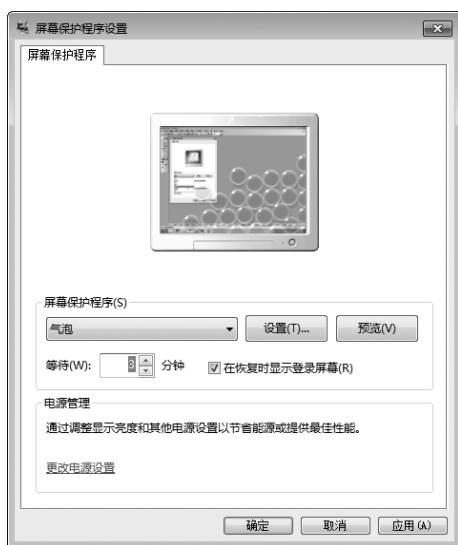 屏幕保护程序设置
屏幕保护程序
屏幕保护程序(S)
气泡
设置(T)...
预览(V)
等待(W): 3 分钟
在恢复时显示登录屏幕(R)
电源管理
通过调整显示亮度和其他电源设置以节省能源或提供最佳性能。
更改电源设置
确定
取消
应用(A)